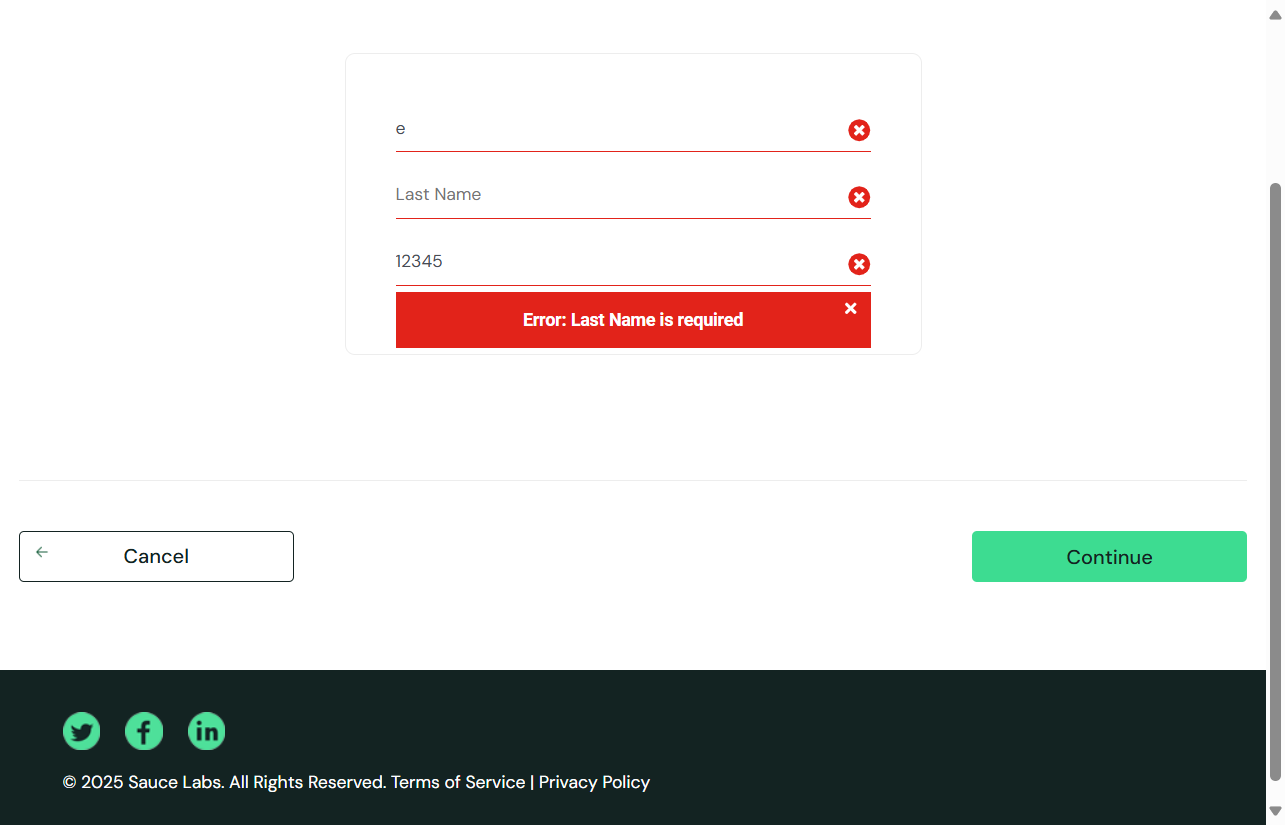 e
Last Name
12345
Error: Last Name is required
Cancel
Continue
© 2025 Sauce Labs. All Rights Reserved. Terms of Service | Privacy Policy